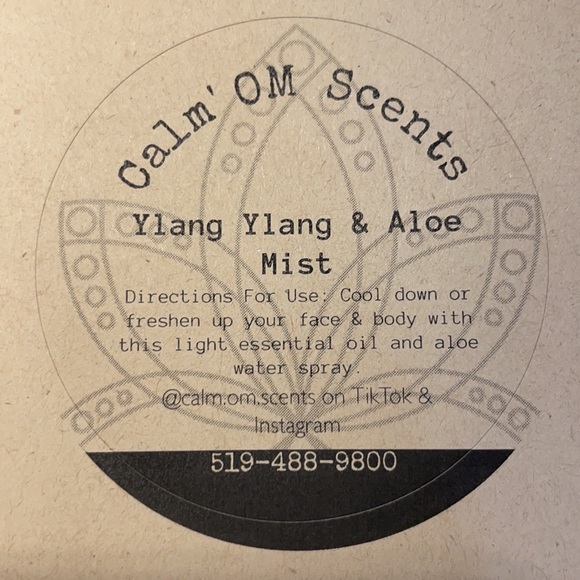 Calm' OM Scents
Ylang Ylang & Aloe
Mist
Directions For Use: Cool down or
freshen up your face & body with
this light essential oil and aloe
water spray.
@calm.om.scents on TikTok &
Instagram
519-488-9800